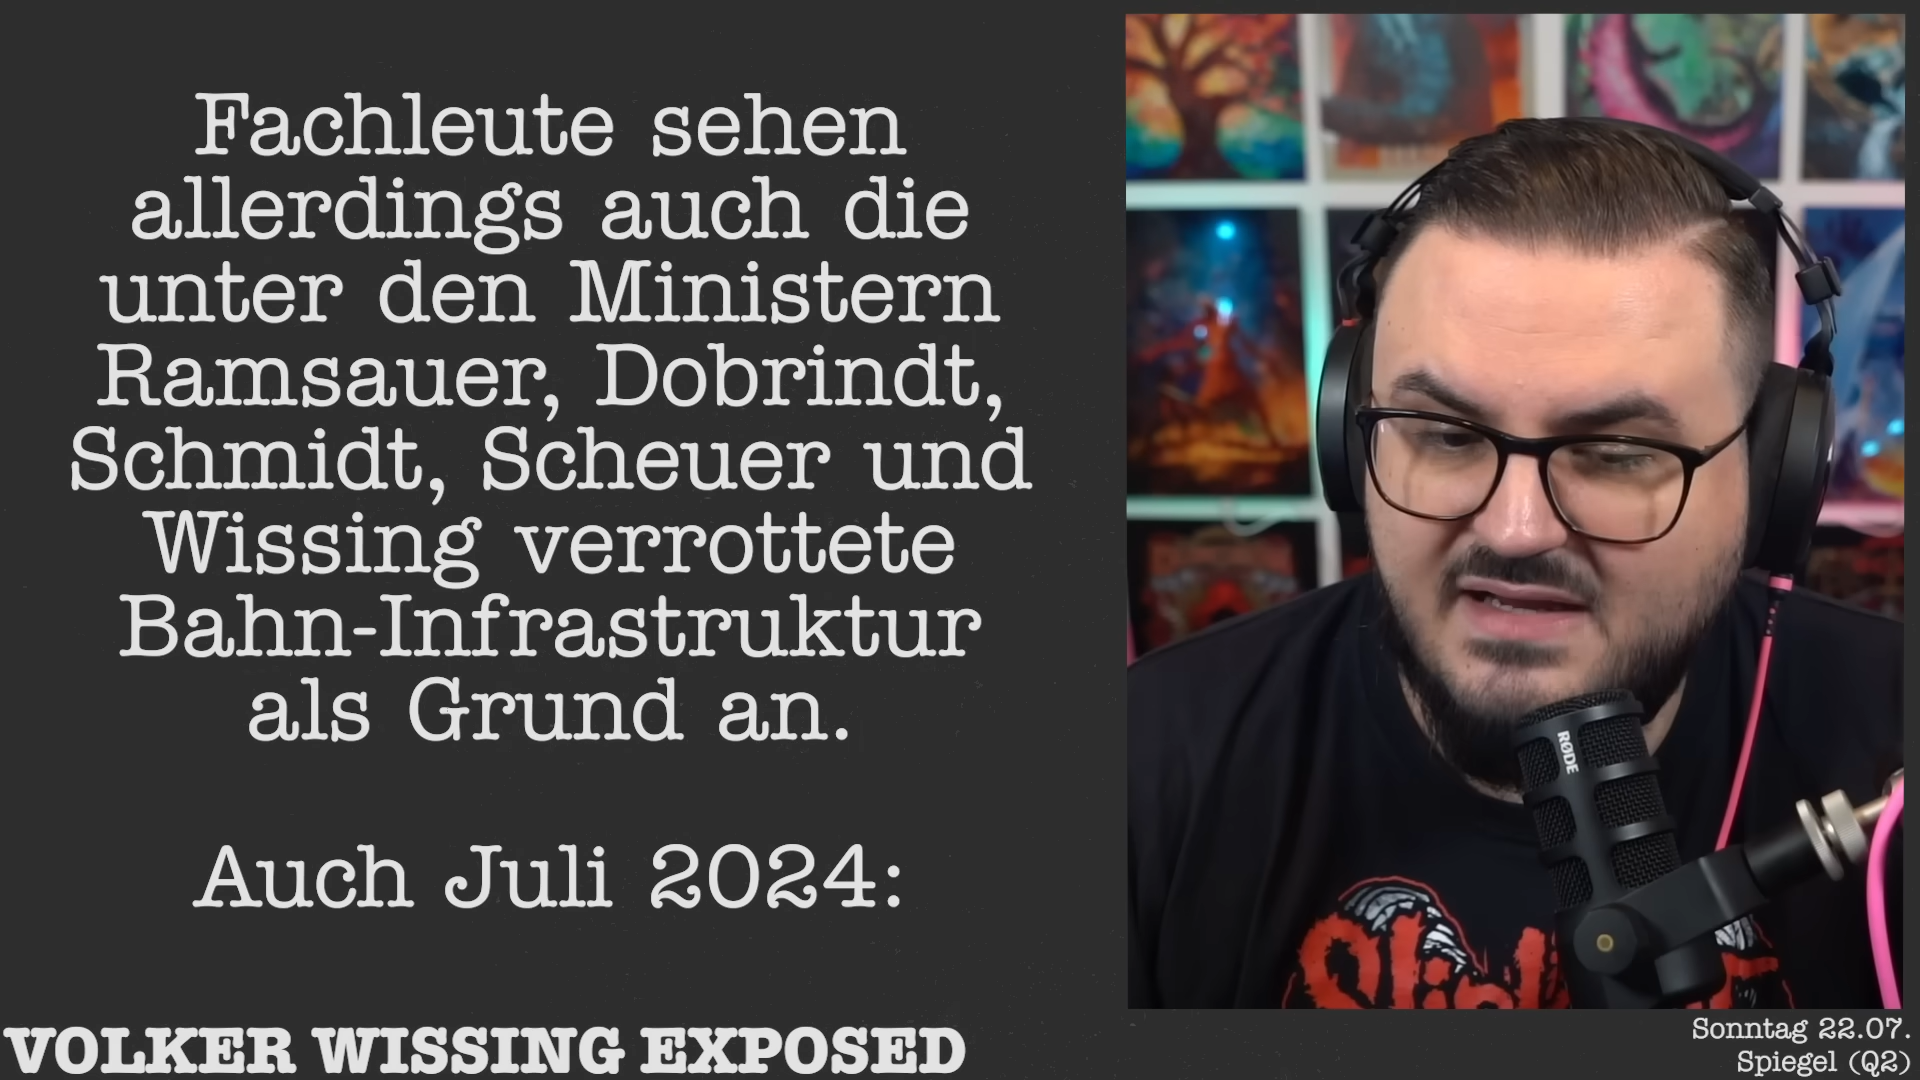 Fachleute sehen
allerdings auch die
unter den Ministern
Ramsauer, Dobrindt,
Schmidt, Scheuer und
Wissing verrottete
Bahn-Infrastruktur
als Grund an.
Auch Juli 2024:
VOLKER WISSING EXPOSED
RØDE
Sonntag 22.07.
Spiegel (Q2)